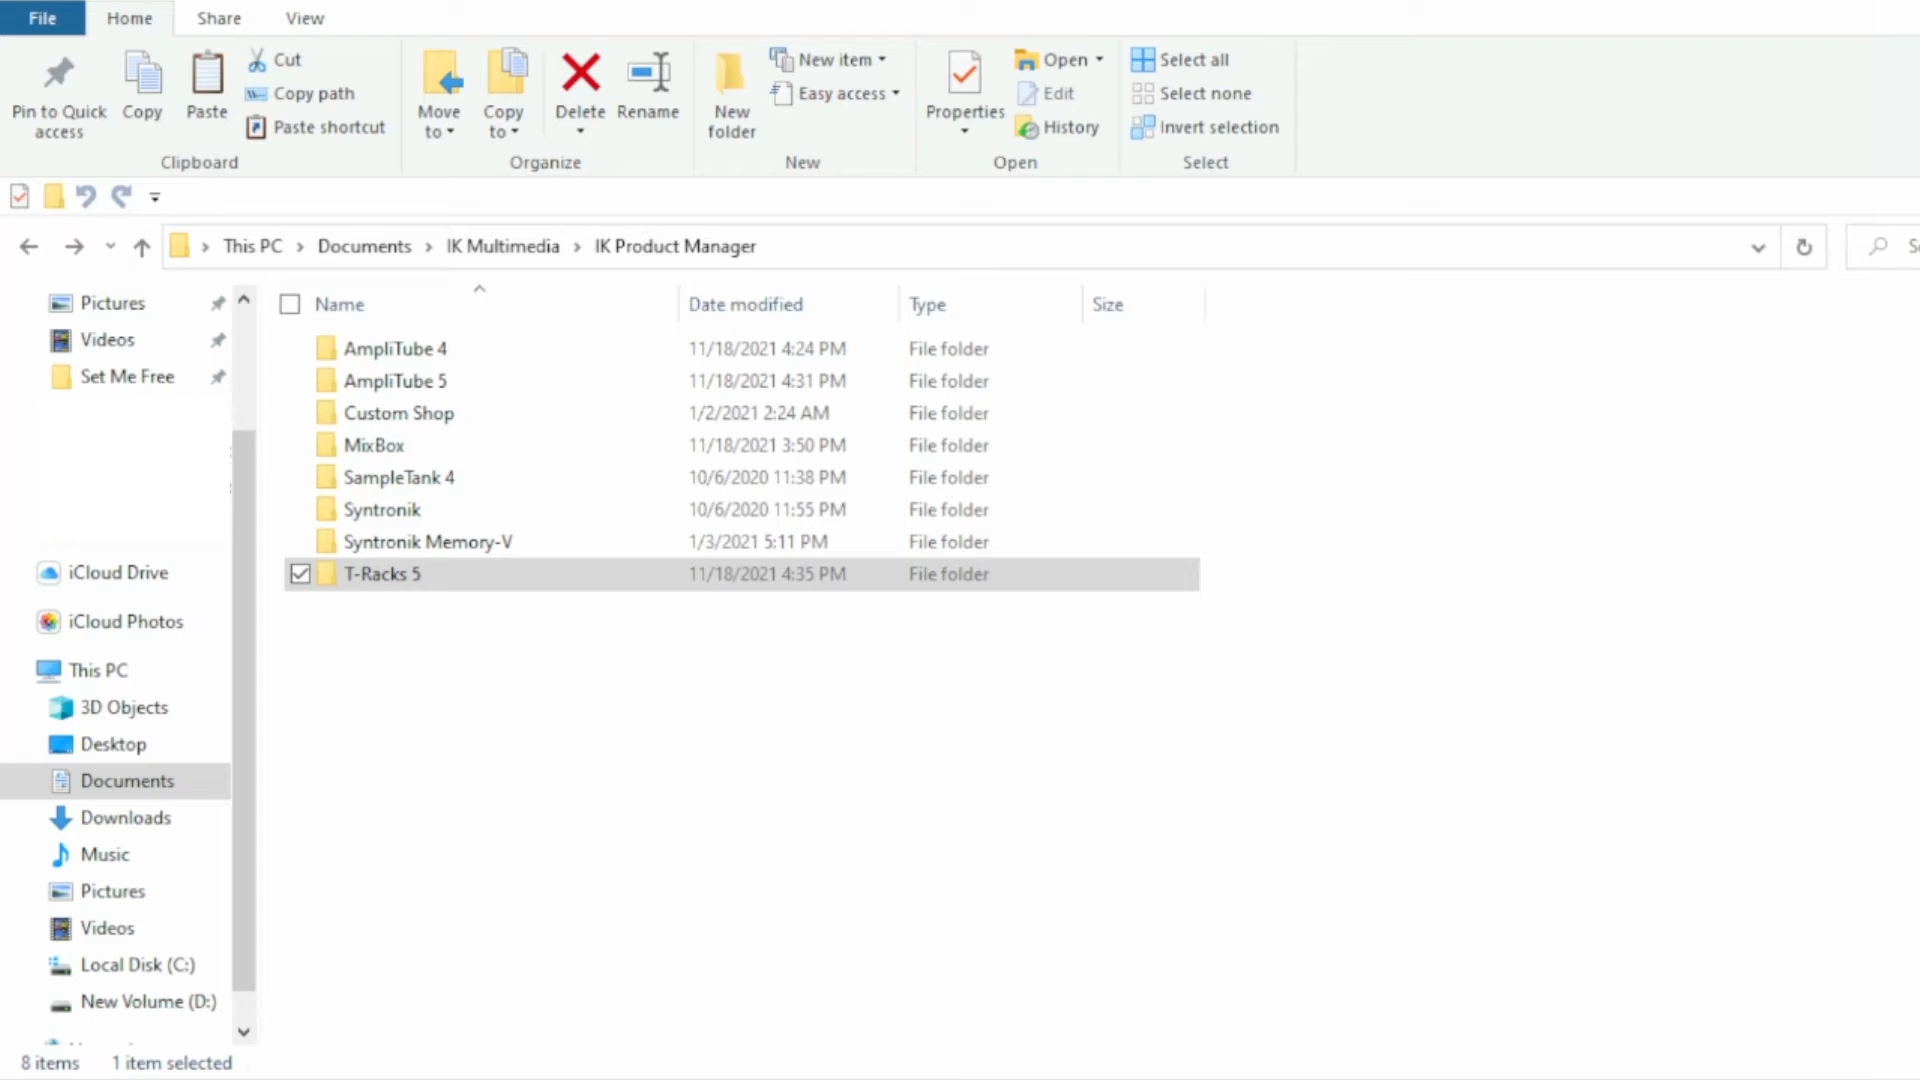 File Home Share View
Pin to Quick access
Copy
Paste
Cut
Copy path
Paste shortcut
Clipboard
Move to
Copy to
Delete
Rename
Organize
New folder
New item
Easy access
New
Properties
Open
Edit
History
Open
Select all
Select none
Invert selection
Select
This PC > Documents > IK Multimedia > IK Product Manager
Pictures
Videos
Set Me Free
iCloud Drive
iCloud Photos
This PC
3D Objects
Desktop
Documents
Downloads
Music
Pictures
Videos
Local Disk (C:)
New Volume (D:)
Name Date modified Type Size
AmpliTube 4 11/18/2021 4:24 PM File folder
AmpliTube 5 11/18/2021 4:31 PM File folder
Custom Shop 1/2/2021 2:24 AM File folder
MixBox 11/18/2021 3:50 PM File folder
SampleTank 4 10/6/2020 11:38 PM File folder
Syntronik 10/6/2020 11:55 PM File folder
Syntronik Memory-V 1/3/2021 5:11 PM File folder
T-Racks 5 11/18/2021 4:35 PM File folder
8 items 1 item selected